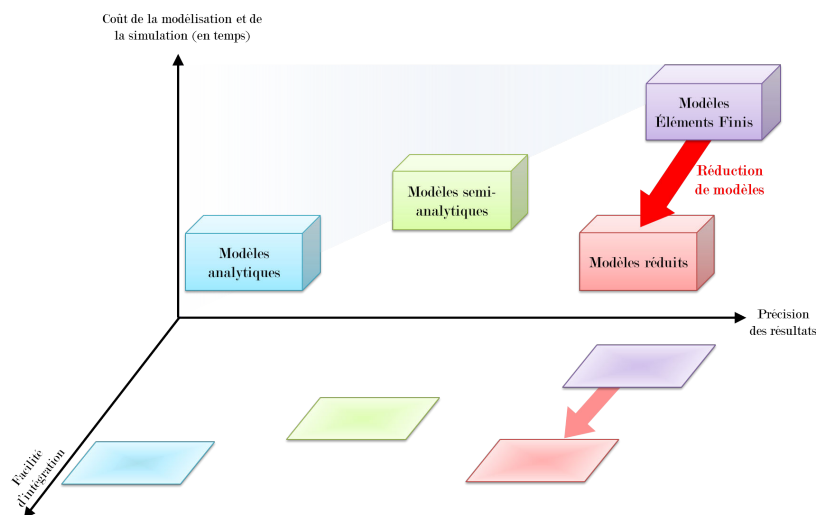 Coût de la modélisation et de
la simulation (en temps)
Modèles
Éléments Finis
Réduction
de modèles
Modèles semi-
analytiques
Modèles
analytiques
Modèles réduits
Précision
des résultats
Facilité
d'intégration